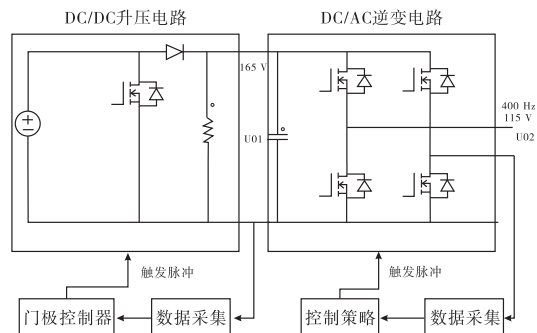 DC/DC升压电路
DC/AC逆变电路
165 V
U01
400 Hz
115 V
U02
触发脉冲
触发脉冲
门极控制器
数据采集
控制策略
数据采集